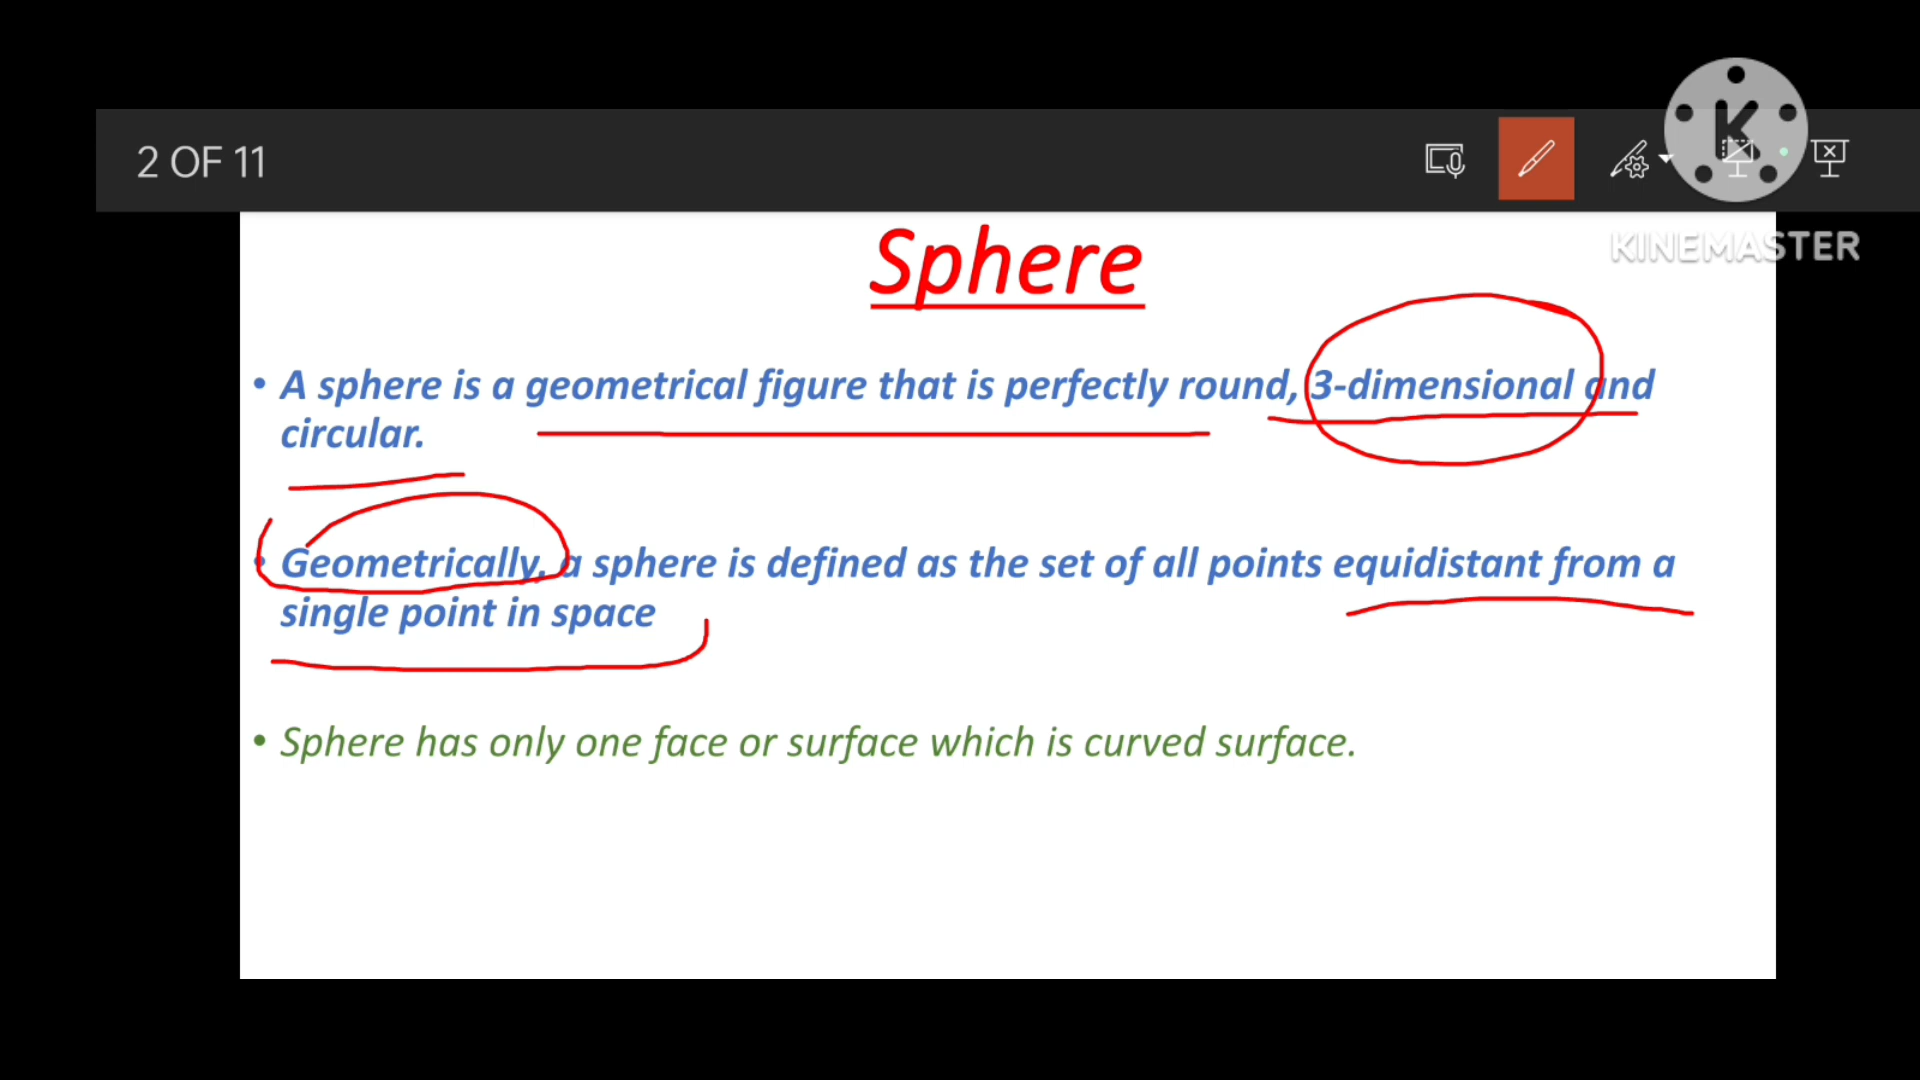 2 OF 11
KINEMASTER
Sphere
• A sphere is a geometrical figure that is perfectly round, 3-dimensional and
circular.
• Geometrically, a sphere is defined as the set of all points equidistant from a
single point in space
• Sphere has only one face or surface which is curved surface.